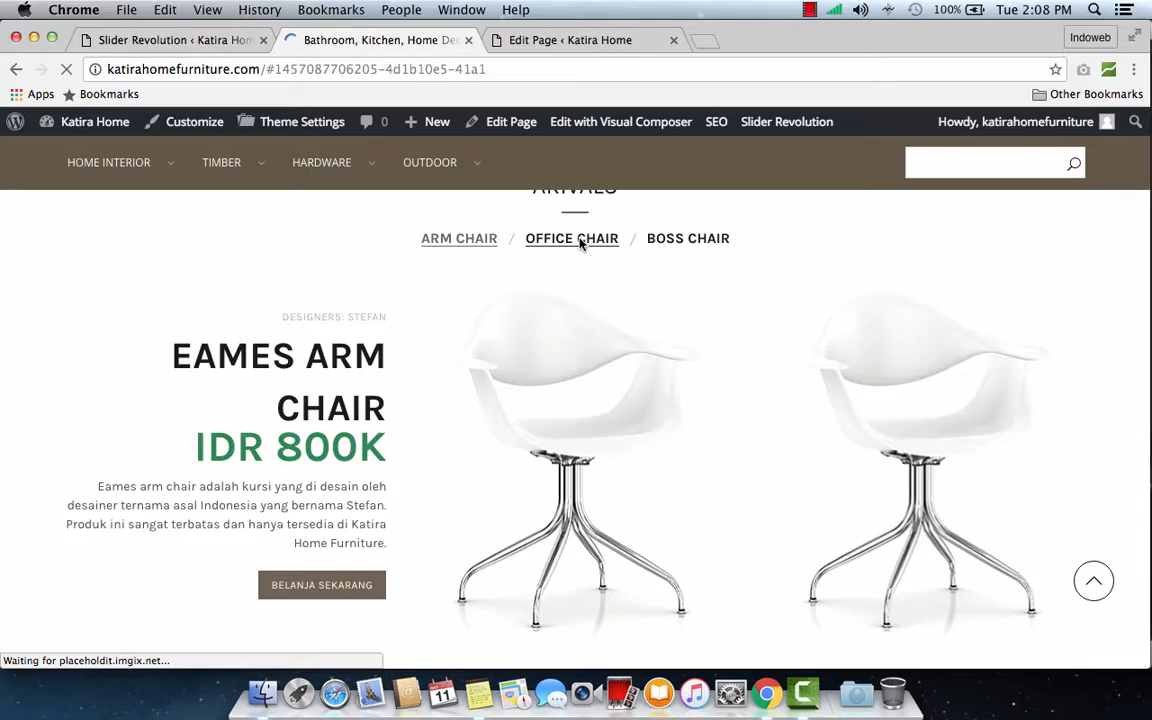 Chrome File Edit View History Bookmarks People Window Help 100% Tue 2:08 PM
Slider Revolution ‹ Katira Hom Bathroom, Kitchen, Home Dec Edit Page ‹ Katira Home Indoweb
katirahomefurniture.com/#1457087706205-4d1b10e5-41a1
Apps Bookmarks Other Bookmarks
Katira Home Customize Theme Settings 0 New Edit Page Edit with Visual Composer SEO Slider Revolution Howdy, katirahomefurniture
HOME INTERIOR TIMBER HARDWARE OUTDOOR
ARIVALS
ARM CHAIR / OFFICE CHAIR / BOSS CHAIR
DESIGNERS: STEFAN
EAMES ARM
CHAIR
IDR 800K
Eames arm chair adalah kursi yang di desain oleh
desainer ternama asal Indonesia yang bernama Stefan.
Produk ini sangat terbatas dan hanya tersedia di Katira
Home Furniture.
BELANJA SEKARANG
Waiting for placeholdit.imgix.net...
11